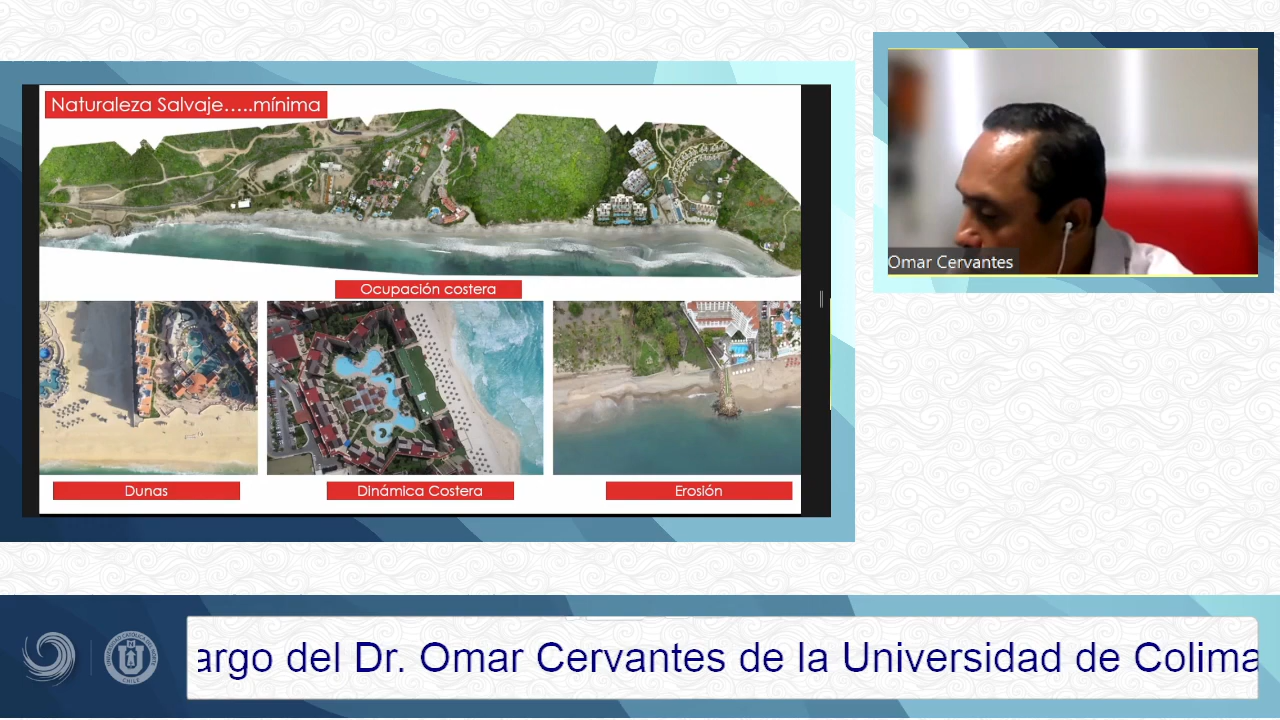 Naturaleza Salvaje.....mínima
Ocupación costera
Dunas
Dinámica Costera
Erosión
Omar Cervantes
argo del Dr. Omar Cervantes de la Universidad de Colima